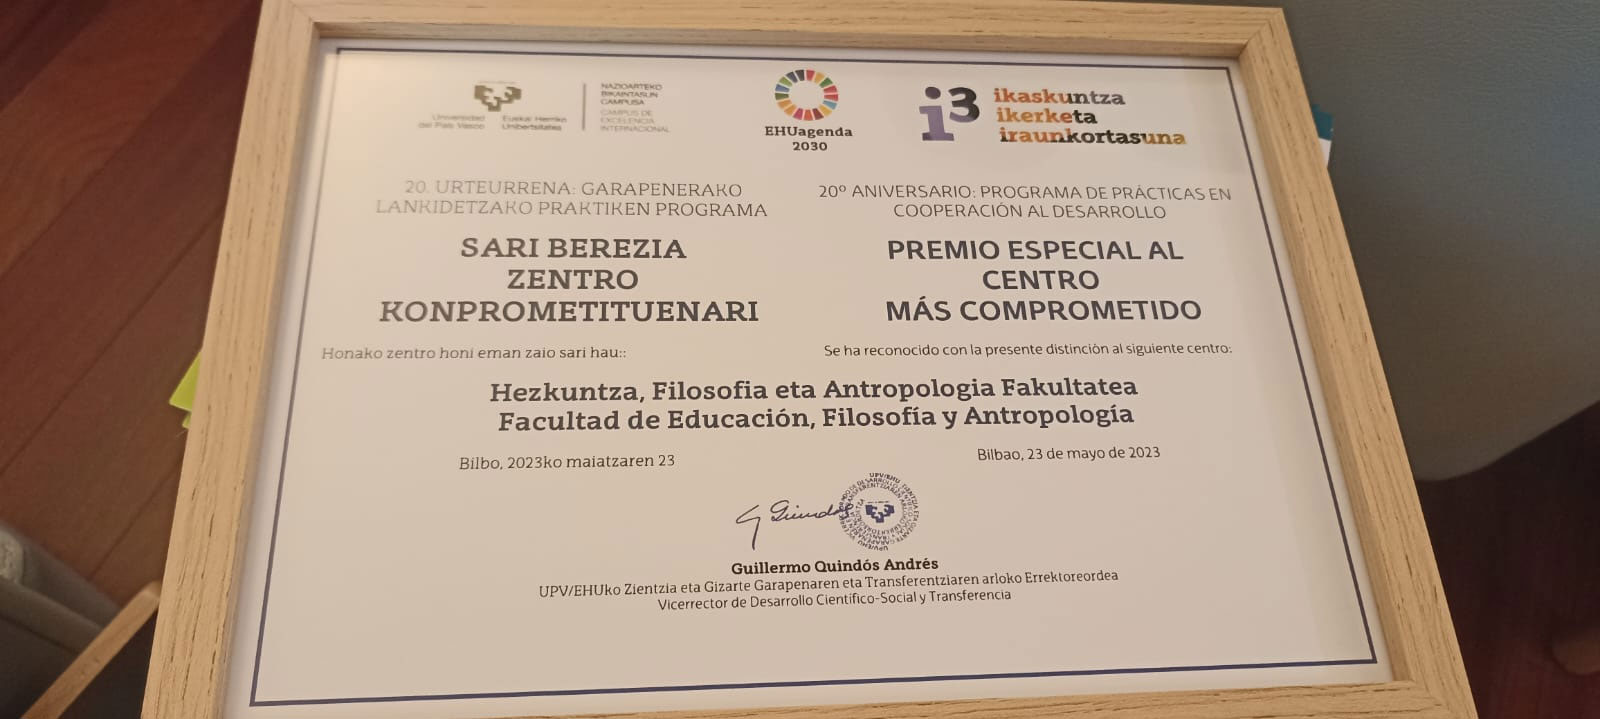 Universidad
del País Vasco
Euskal Herriko
Unibertsitatea
NAZIOARTEKO
BIKAINTASUN
CAMPUSA
CAMPUS DE
EXCELENCIA
INTERNACIONAL
EHUagenda
2030
i3
ikaskuntza
ikerketa
iraunkortasuna
20. URTEURRENA: GARAPENERAKO
LANKIDETZAKO PRAKTIKEN PROGRAMA
SARI BEREZIA
ZENTRO
KONPROMETITUENARI
Honako zentro honi eman zaio sari hau::
20º ANIVERSARIO: PROGRAMA DE PRÁCTICAS EN
COOPERACIÓN AL DESARROLLO
PREMIO ESPECIAL AL
CENTRO
MÁS COMPROMETIDO
Se ha reconocido con la presente distinción al siguiente centro:
Hezkuntza, Filosofia eta Antropologia Fakultatea
Facultad de Educación, Filosofía y Antropología
Bilbo, 2023ko maiatzaren 23
Bilbao, 23 de mayo de 2023
Guillermo Quindós Andrés
UPV/EHUko Zientzia eta Gizarte Garapenaren eta Transferentziaren arloko Errektoreordea
Vicerrector de Desarrollo Científico-Social y Transferencia